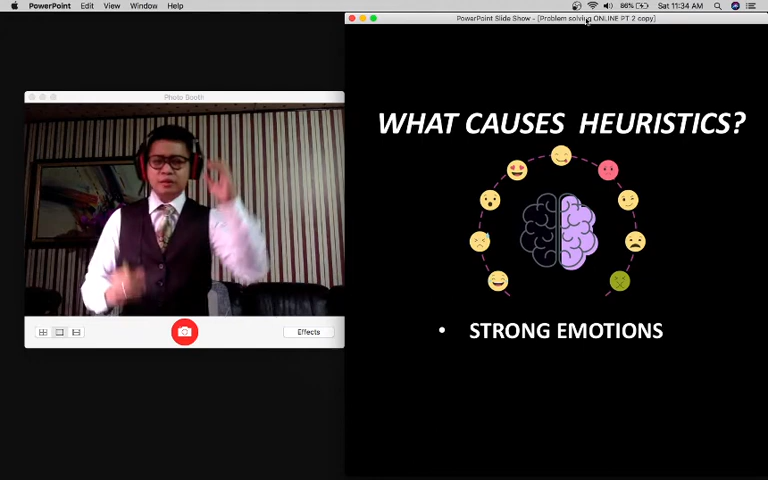 PowerPoint Edit View Window Help
86% Sat 11:34 AM
PowerPoint Slide Show - [Problem solving ONLINE PT 2 copy]
Photo Booth
WHAT CAUSES HEURISTICS?
• STRONG EMOTIONS
Effects